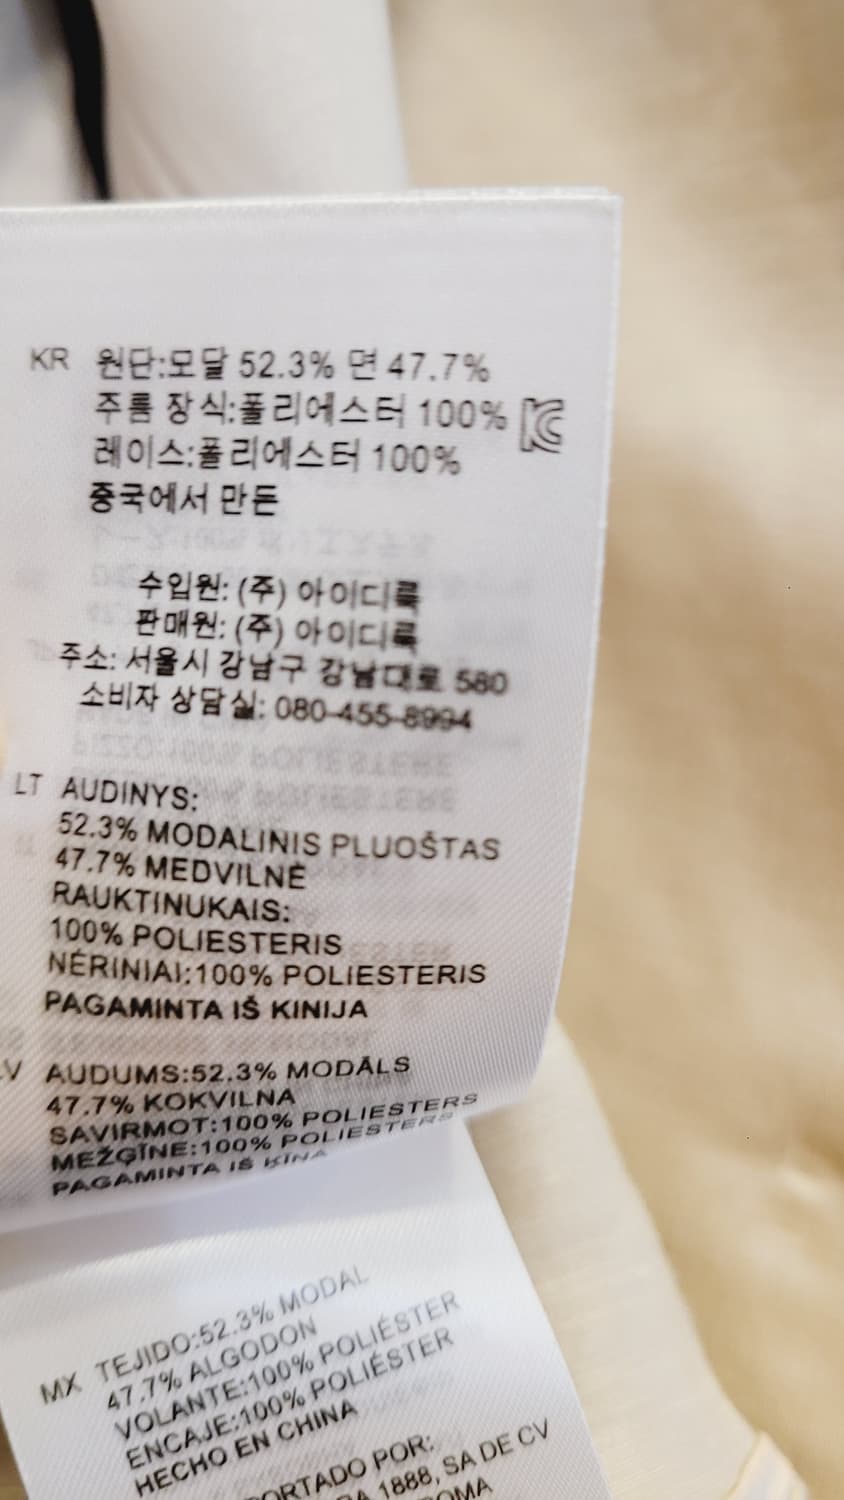 KR 원단:모달 52.3% 면 47.7%
주름 장식:폴리에스터 100%
레이스:폴리에스터 100%
중국에서 만든
수입원: (주) 아이디룩
판매원: (주) 아이디룩
주소: 서울시 강남구 강남대로 580
소비자 상담실: 080-455-8994
LT AUDINYS:
52.3% MODALINIS PLUOŠTAS
47.7% MEDVILNĖ
RAUKTINUKAIS:
100% POLIESTERIS
NĖRINIAI:100% POLIESTERIS
PAGAMINTA IŠ KINIJA
LV AUDUMS:52.3% MODĀLS
47.7% KOKVILNA
SAVIRMOT:100% POLIESTERS
MEŽĢĪNE:100% POLIESTERS
PAGAMINTA IŠ ĶĪNA
MX TEJIDO:52.3% MODAL
47.7% ALGODON
VOLANTE:100% POLIÉSTER
ENCAJE:100% POLIÉSTER
HECHO EN CHINA
POR:
1888, SA DE CV